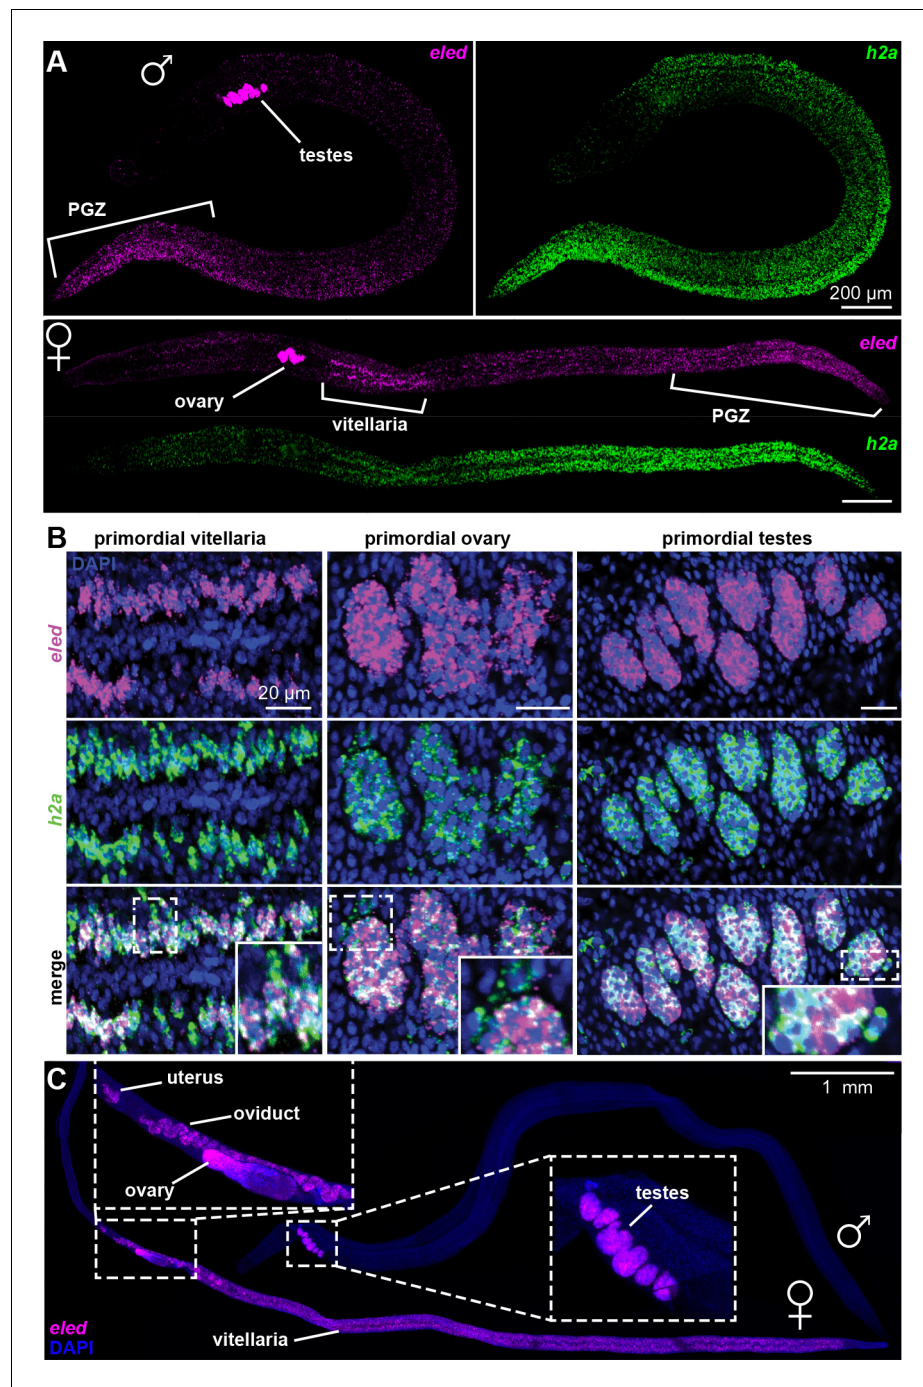 A
♂
eled
h2a
testes
PGZ
200 µm
♀
eled
ovary
vitellaria
PGZ
h2a
B
primordial vitellaria
primordial ovary
primordial testes
DAPI
eled
20 µm
h2a
merge
C
uterus
1 mm
oviduct
ovary
testes
♂
♀
eled
DAPI
vitellaria